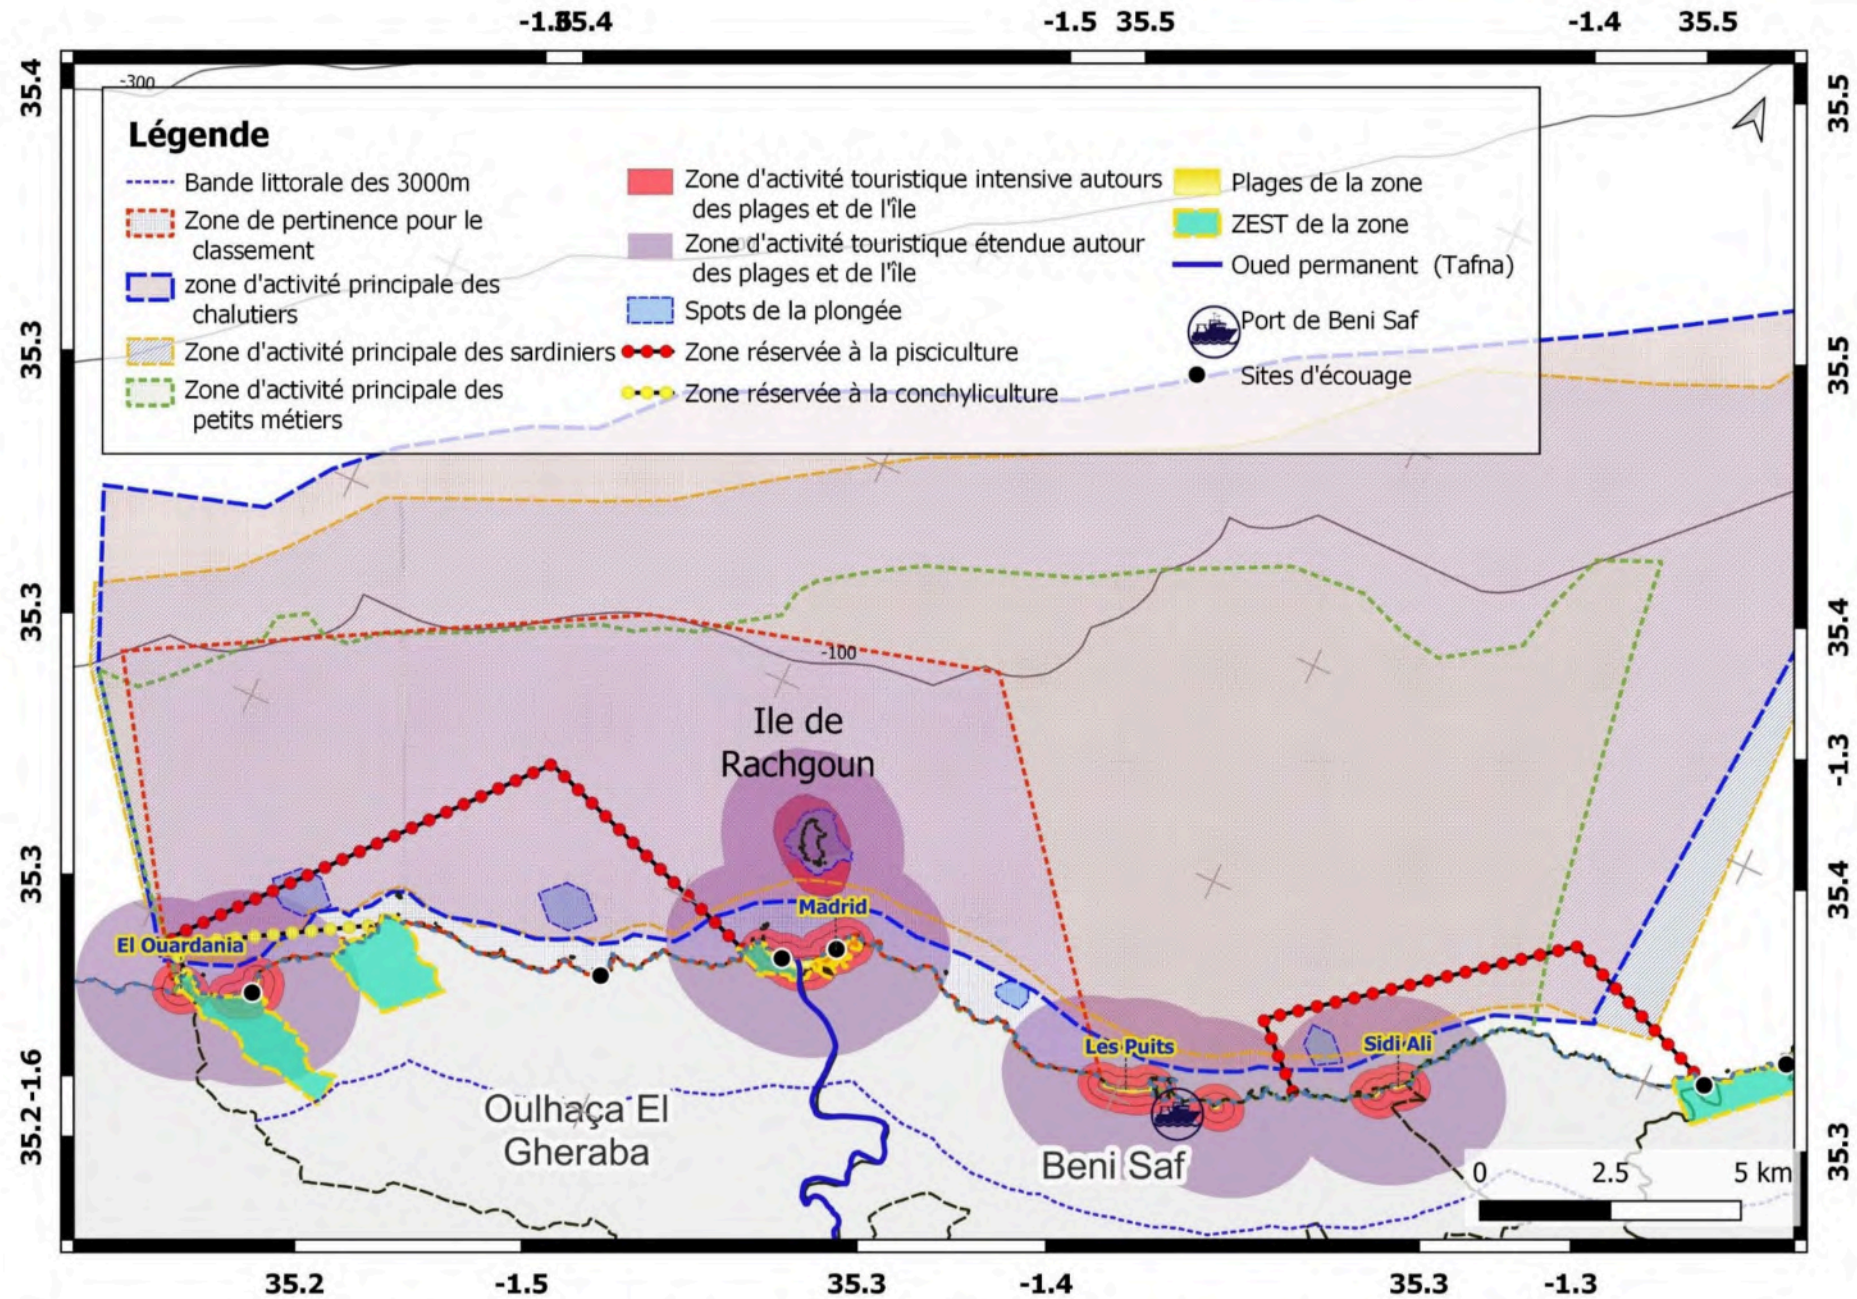 -1.6 35.4 -1.5 35.5 -1.4 35.5
35.4
35.3
35.3
35.3
-1.6
35.2
35.5
35.5
35.4
-1.3
35.4
35.3
-300
Légende
Bande littorale des 3000m
Zone de pertinence pour le
classement
zone d'activité principale des
chalutiers
Zone d'activité principale des sardiniers
Zone d'activité principale des
petits métiers
Zone d'activité touristique intensive autours
des plages et de l'île
Zone d'activité touristique étendue autour
des plages et de l'île
Spots de la plongée
Zone réservée à la pisciculture
Zone réservée à la conchyliculture
Plages de la zone
ZEST de la zone
Oued permanent (Tafna)
Port de Beni Saf
Sites d'écouage
-100
Ile de
Rachgoun
Madrid
El Ouardania
Les Puits
Sidi Ali
Oulhaça El
Gheraba
Beni Saf
0 2.5 5 km
35.2 -1.5 35.3 -1.4 35.3 -1.3